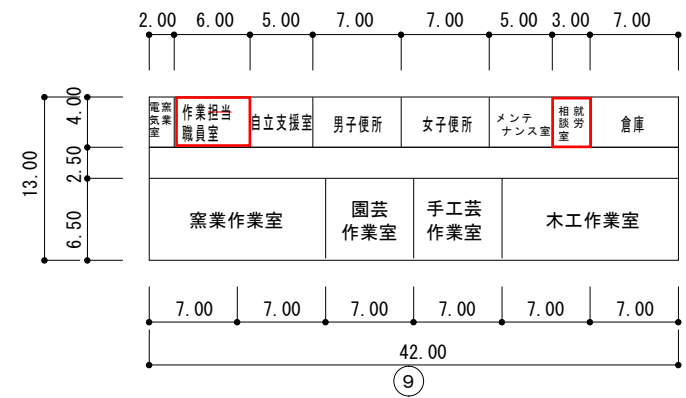 2.00 6.00 5.00 7.00 7.00 5.00 3.00 7.00
4.00
2.50
6.50
13.00
窯業
電気室
作業担当
職員室
自立支援室
男子便所
女子便所
メンテ
ナンス室
就労
相談室
倉庫
窯業作業室
園芸
作業室
手工芸
作業室
木工作業室
7.00 7.00 7.00 7.00 7.00 7.00
42.00
⑨